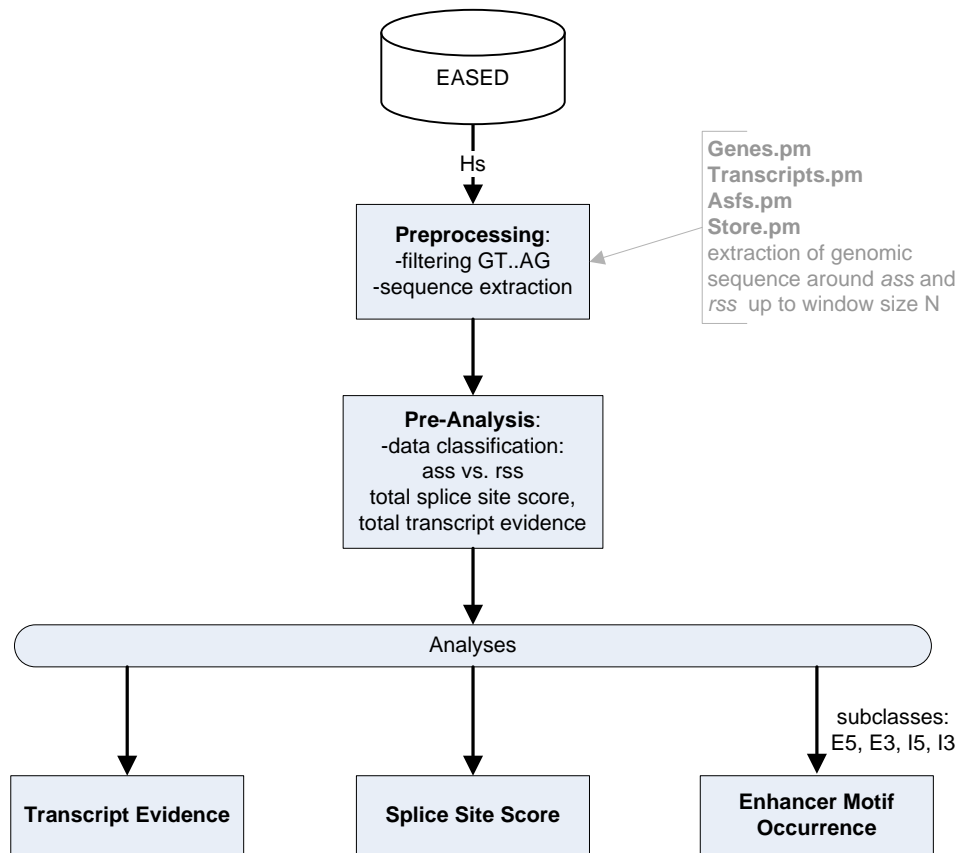 EASED
Hs
Genes.pm
Transcripts.pm
Asfs.pm
Store.pm
extraction of genomic
sequence around ass and
rss up to window size N
Preprocessing:
-filtering GT..AG
-sequence extraction
Pre-Analysis:
-data classification:
ass vs. rss
total splice site score,
total transcript evidence
Analyses
subclasses:
E5, E3, I5, I3
Transcript Evidence
Splice Site Score
Enhancer Motif
Occurrence